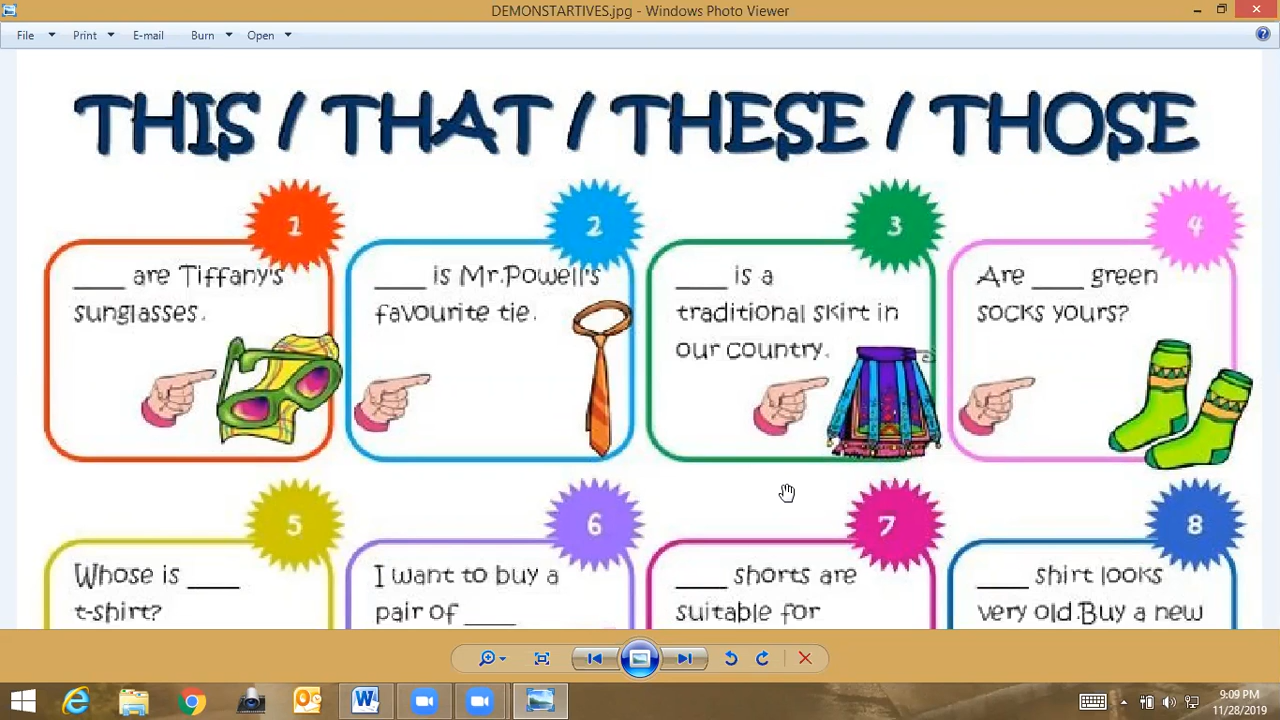 DEMONSTARTIVES.jpg - Windows Photo Viewer
File Print E-mail Burn Open
THIS / THAT / THESE / THOSE
1
____ are Tiffany's
sunglasses.
2
____ is Mr.Powell's
favourite tie.
3
____ is a
traditional skirt in
our country.
4
Are ____ green
socks yours?
5
Whose is ____
t-shirt?
6
I want to buy a
pair of ____
7
____ shorts are
suitable for
8
____ shirt looks
very old.Buy a new
9:09 PM
11/28/2019